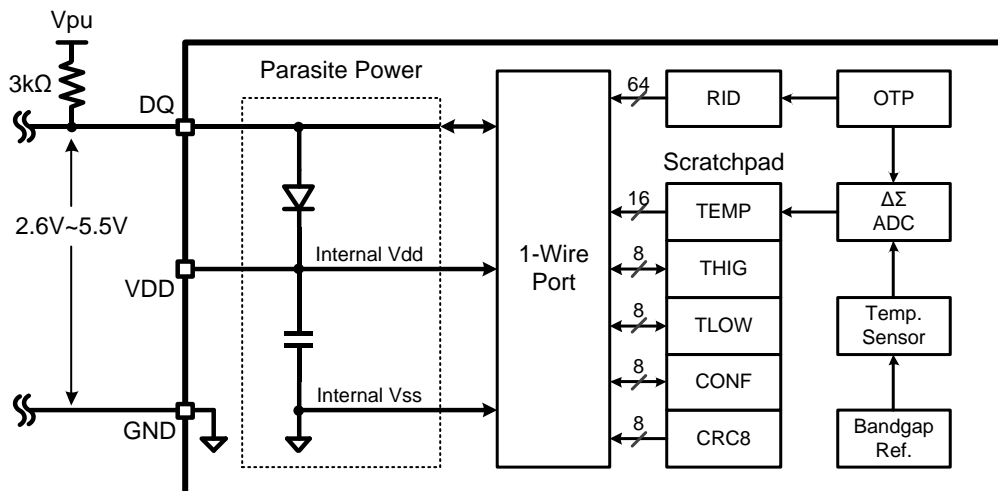 Vpu
3kΩ
Parasite Power
DQ
64
RID
OTP
Scratchpad
2.6V~5.5V
16
TEMP
ΔΣ
ADC
Internal Vdd
VDD
1-Wire
Port
8
THIG
8
TLOW
Temp.
Sensor
8
CONF
Internal Vss
GND
8
CRC8
Bandgap
Ref.